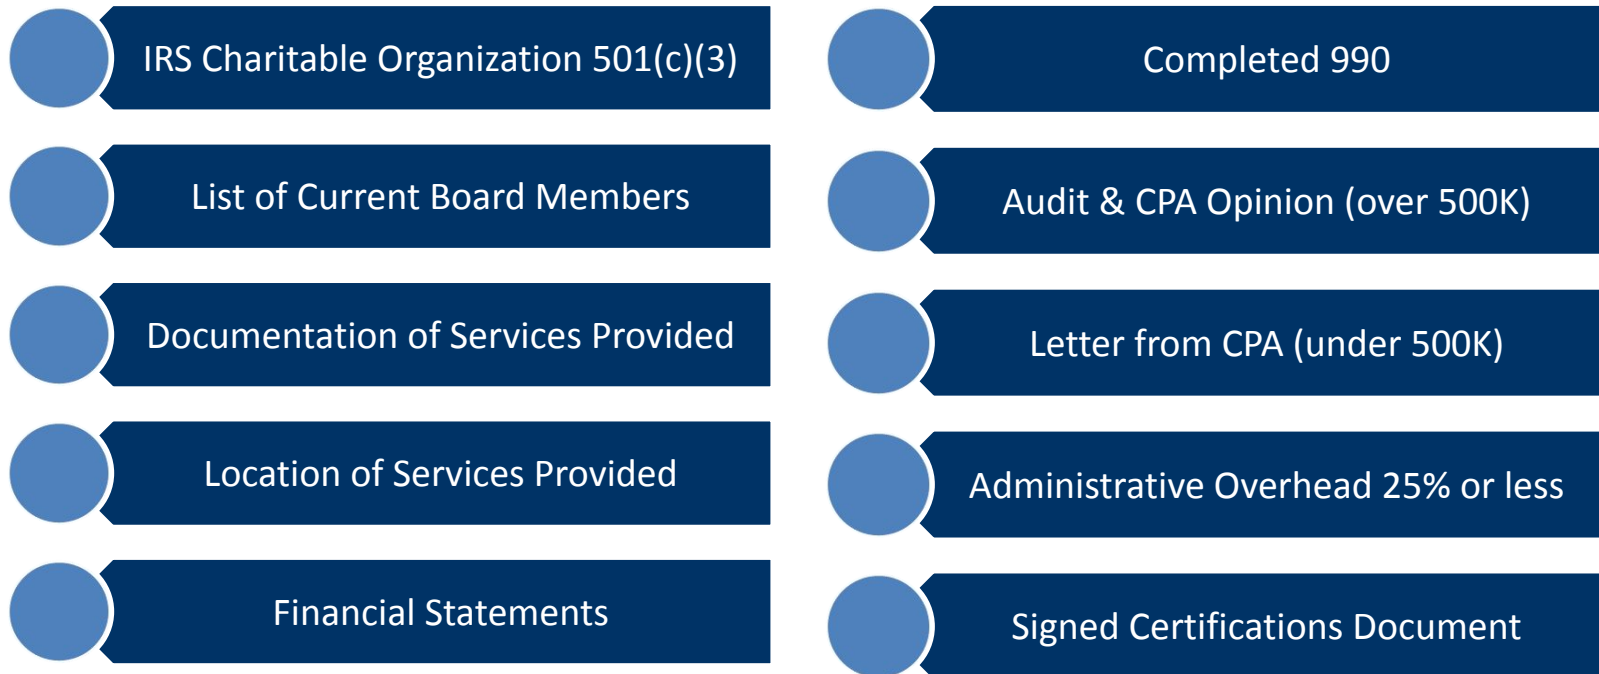 IRS Charitable Organization 501(c)(3)
List of Current Board Members
Documentation of Services Provided
Location of Services Provided
Financial Statements
Completed 990
Audit & CPA Opinion (over 500K)
Letter from CPA (under 500K)
Administrative Overhead 25% or less
Signed Certifications Document